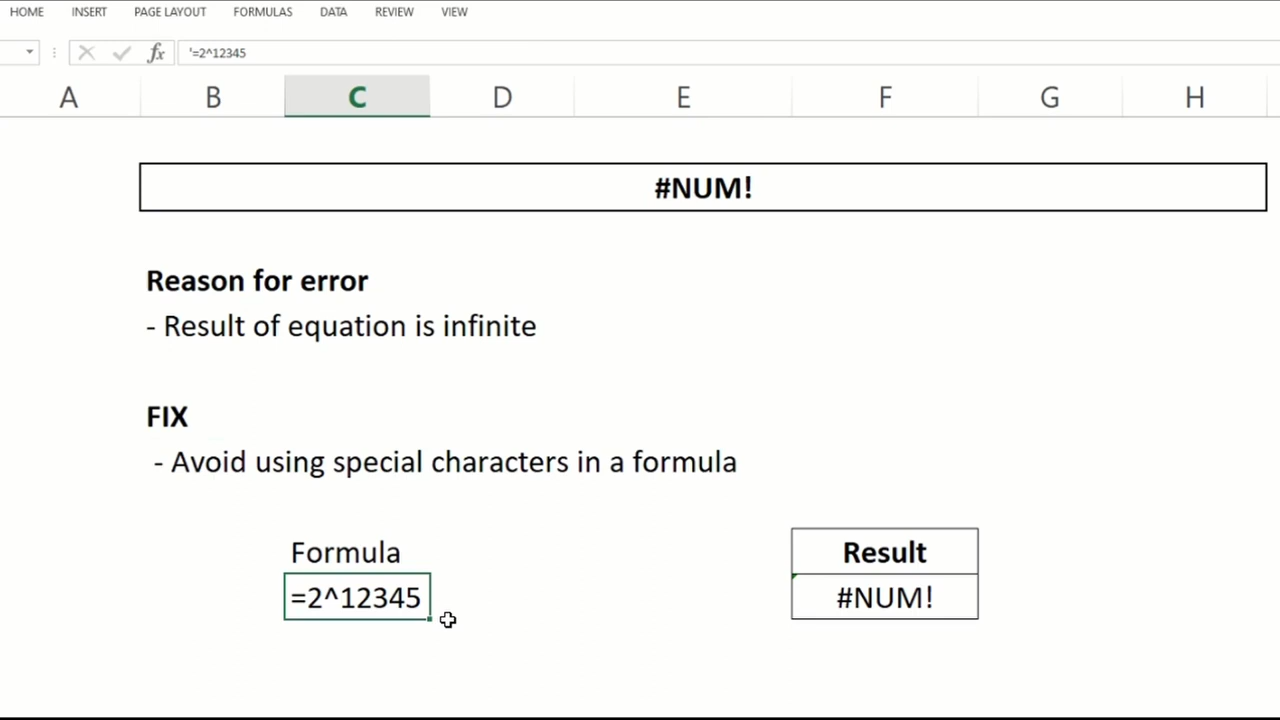 HOME INSERT PAGE LAYOUT FORMULAS DATA REVIEW VIEW
fx '=2^12345
A B C D E F G H
#NUM!
Reason for error
- Result of equation is infinite
FIX
- Avoid using special characters in a formula
Formula Result
=2^12345 #NUM!